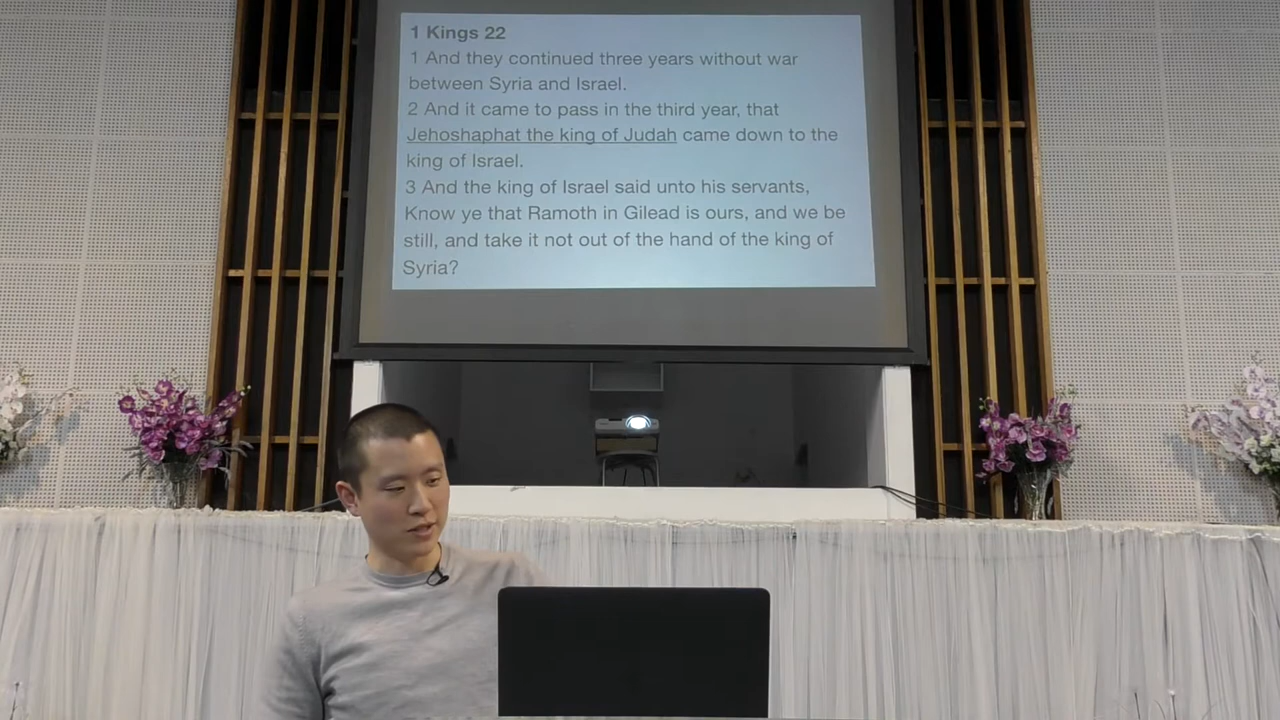 1 Kings 22
1 And they continued three years without war
between Syria and Israel.
2 And it came to pass in the third year, that
Jehoshaphat the king of Judah came down to the
king of Israel.
3 And the king of Israel said unto his servants,
Know ye that Ramoth in Gilead is ours, and we be
still, and take it not out of the hand of the king of
Syria?